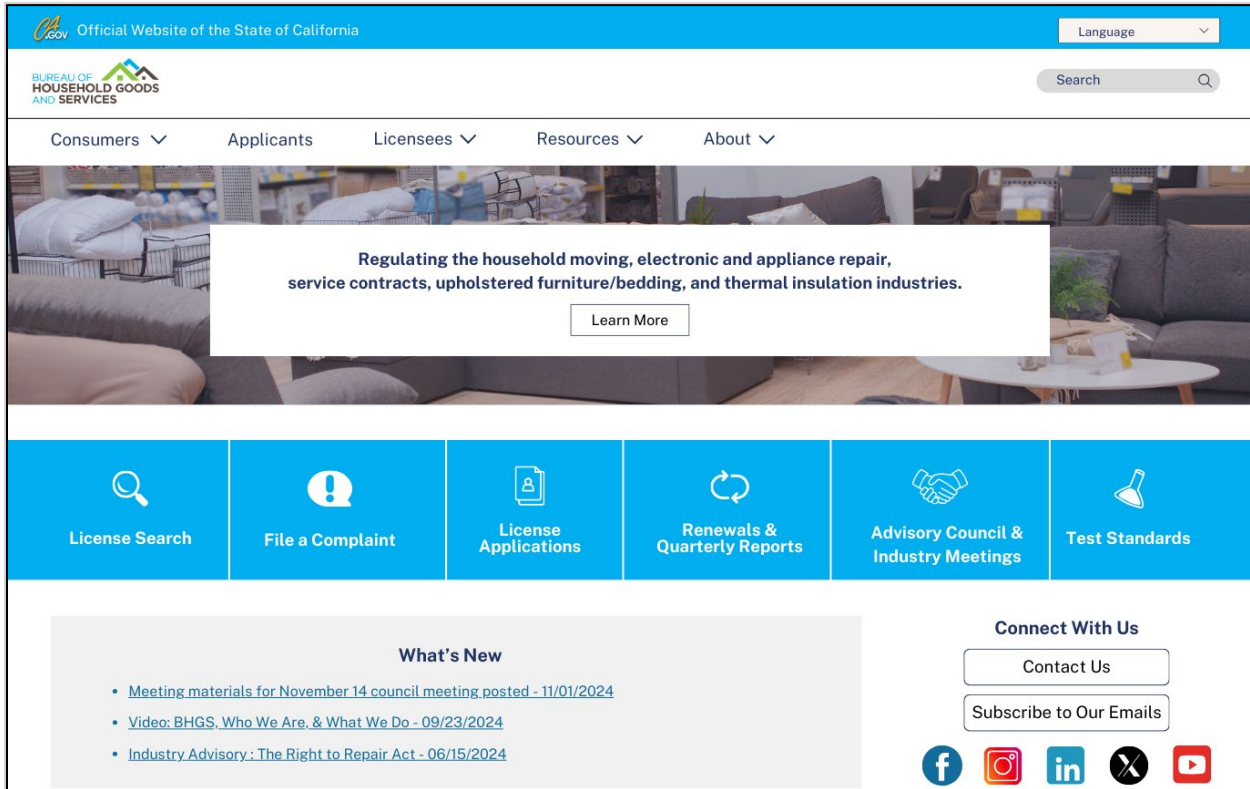 CA.GOV Official Website of the State of California
Language
BUREAU OF
HOUSEHOLD GOODS
AND SERVICES
Search
Consumers Applicants Licensees Resources About
Regulating the household moving, electronic and appliance repair,
service contracts, upholstered furniture/bedding, and thermal insulation industries.
Learn More
License Search
File a Complaint
License
Applications
Renewals &
Quarterly Reports
Advisory Council &
Industry Meetings
Test Standards
What's New
• Meeting materials for November 14 council meeting posted - 11/01/2024
• Video: BHGS, Who We Are, & What We Do - 09/23/2024
• Industry Advisory : The Right to Repair Act - 06/15/2024
Connect With Us
Contact Us
Subscribe to Our Emails
f in X